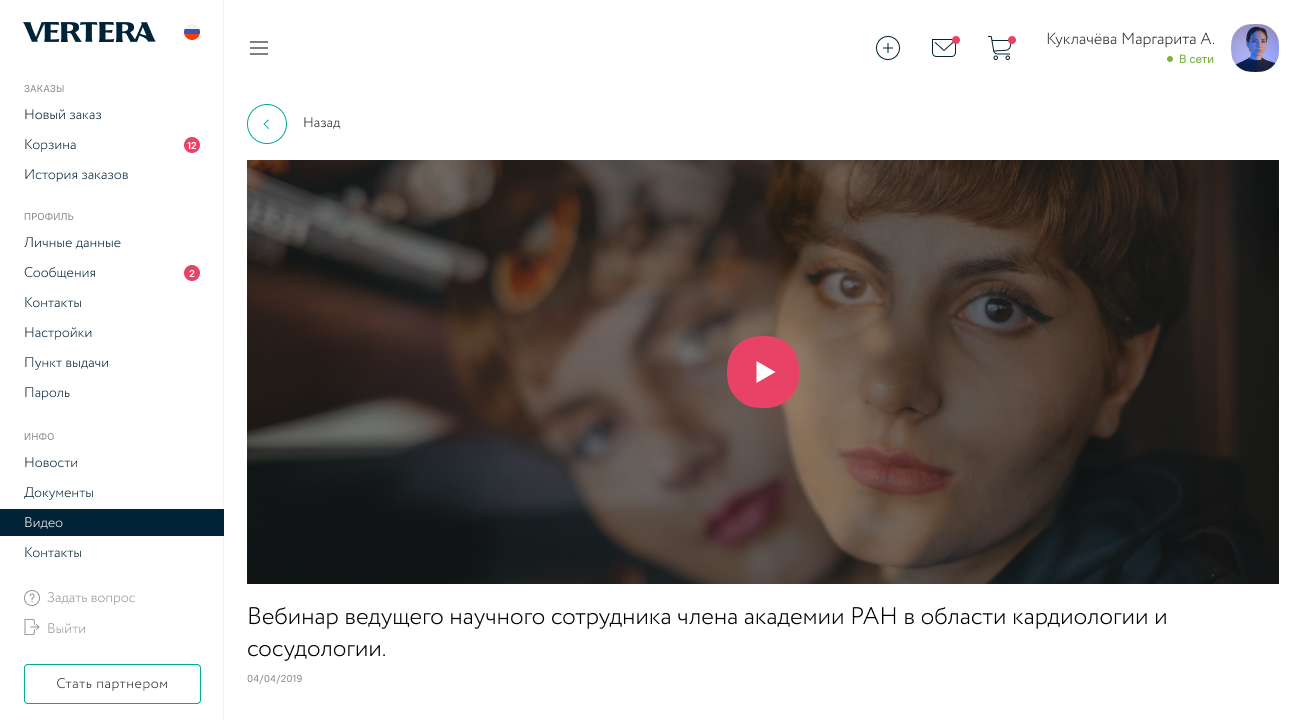 VERTERA
ЗАКАЗЫ
Новый заказ
Корзина
12
История заказов
ПРОФИЛЬ
Личные данные
Сообщения
2
Контакты
Настройки
Пункт выдачи
Пароль
ИНФО
Новости
Документы
Видео
Контакты
Задать вопрос
Выйти
Стать партнером
Куклачёва Маргарита А.
В сети
Назад
Вебинар ведущего научного сотрудника члена академии РАН в области кардиологии и
сосудологии.
04/04/2019